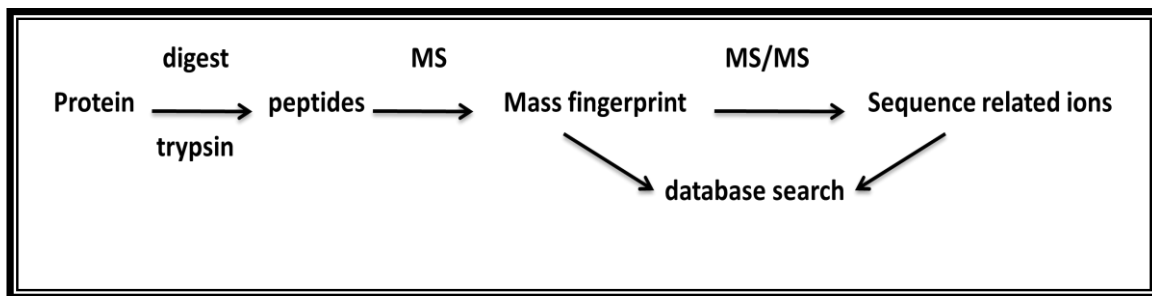 digest MS MS/MS
Protein peptides Mass fingerprint Sequence related ions
trypsin
database search